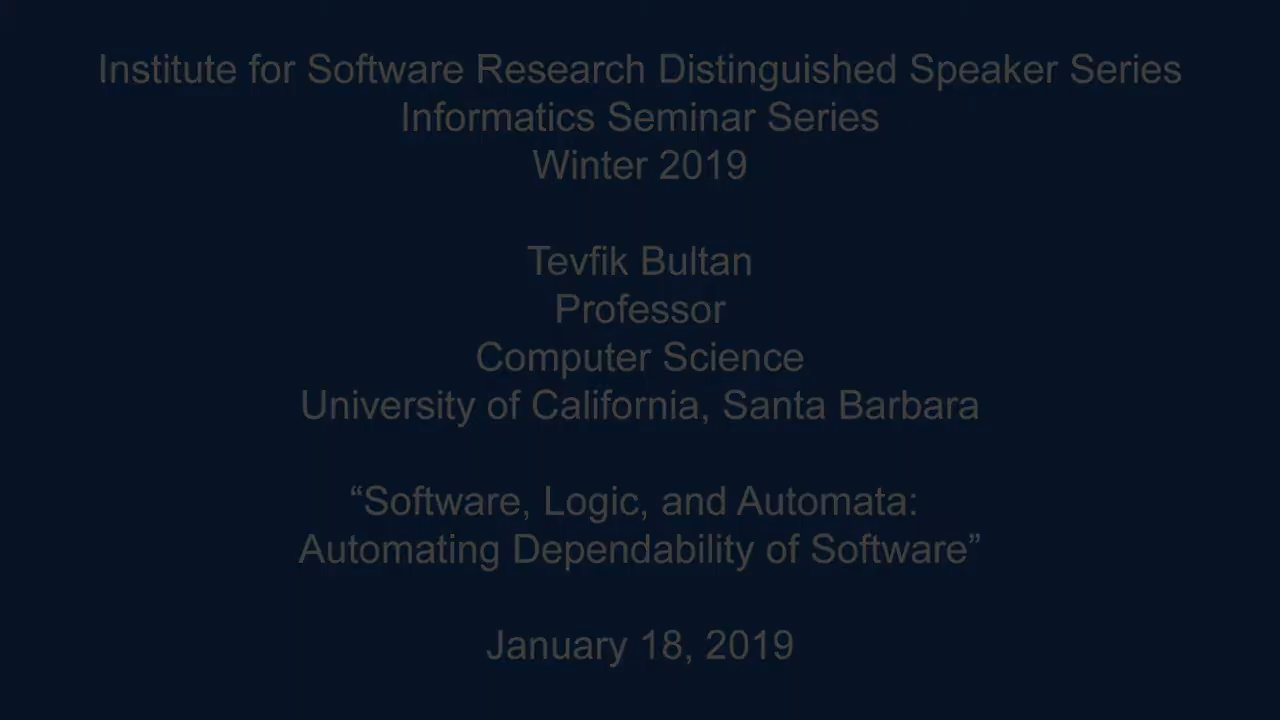 Institute for Software Research Distinguished Speaker Series
Informatics Seminar Series
Winter 2019
Tevfik Bultan
Professor
Computer Science
University of California, Santa Barbara
“Software, Logic, and Automata:
Automating Dependability of Software”
January 18, 2019